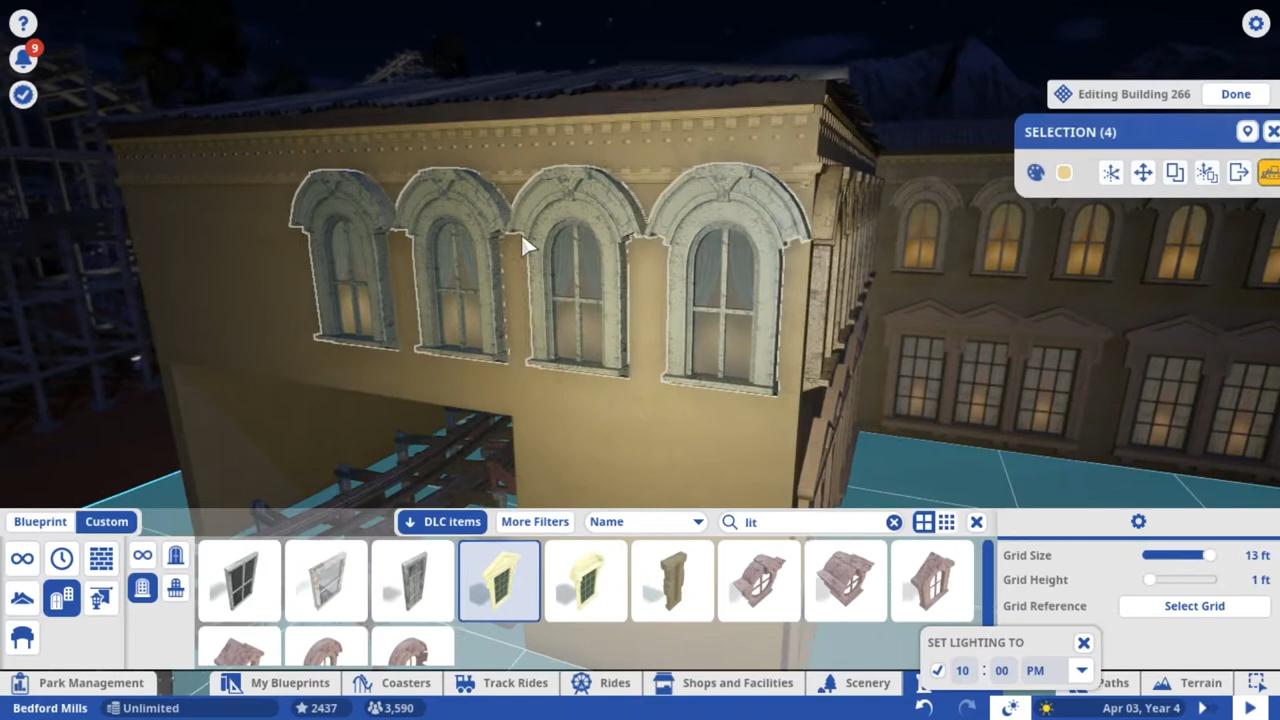 ?
9
Editing Building 266
Done
SELECTION (4)
Blueprint
Custom
DLC items
More Filters
Name
lit
Grid Size
13 ft
Grid Height
1 ft
Grid Reference
Select Grid
SET LIGHTING TO
10 : 00 PM
Park Management
My Blueprints
Coasters
Track Rides
Rides
Shops and Facilities
Scenery
Paths
Terrain
Bedford Mills
Unlimited
2437
3,590
Apr 03, Year 4